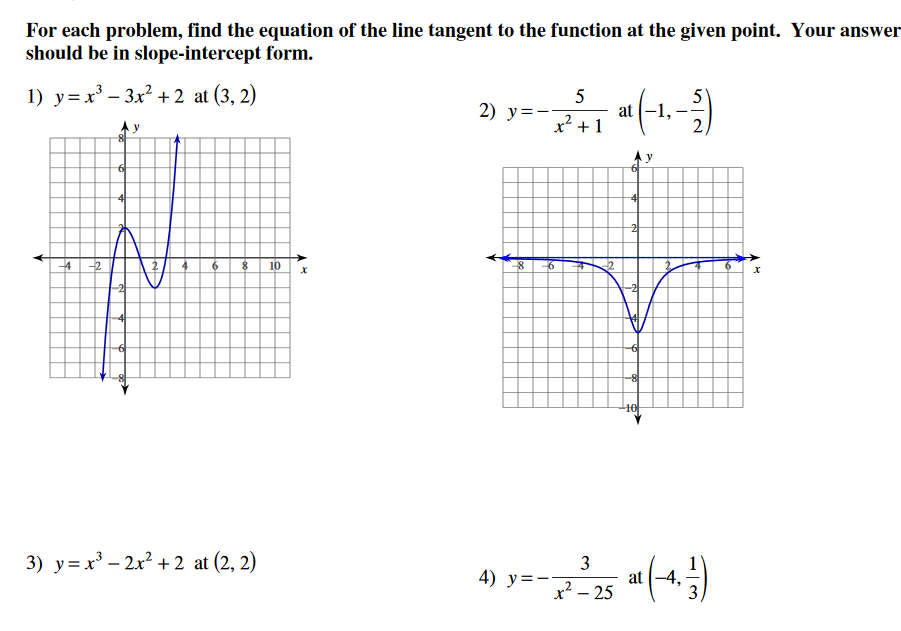 For each problem, find the equation of the line tangent to the function at the given point. Your answer
should be in slope-intercept form.
1) y = x³ − 3x² + 2 at (3, 2)
y
8
6
4
2
−4 −2 2 4 6 8 10 x
−2
−4
−6
−8
2) y = −5/(x² + 1) at (−1, −5/2)
y
6
4
2
−8 −6 −4 −2 2 4 6 x
−2
−4
−6
−8
−10
3) y = x³ − 2x² + 2 at (2, 2)
4) y = −3/(x² − 25) at (−4, 1/3)